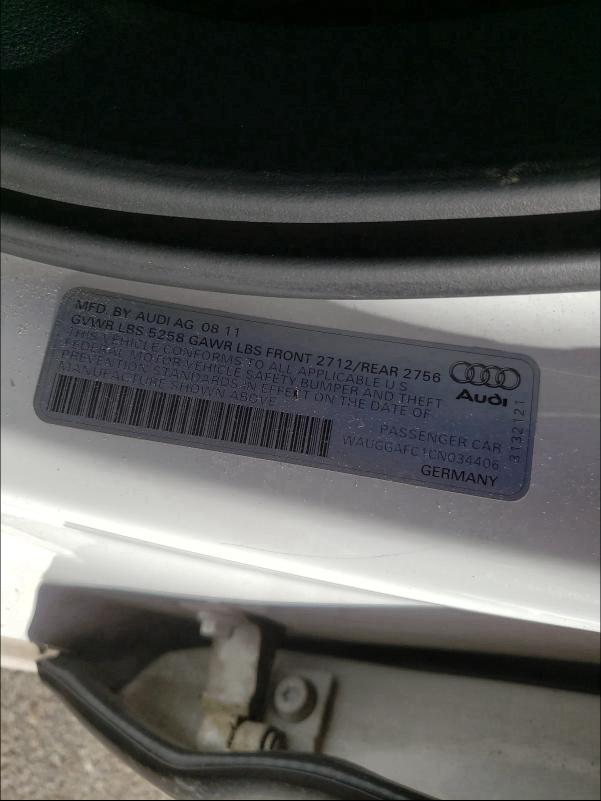 MFD. BY AUDI AG 08 11
GVWR LBS 5258 GAWR LBS FRONT 2712/REAR 2756
THIS VEHICLE CONFORMS TO ALL APPLICABLE U S
FEDERAL MOTOR VEHICLE SAFETY BUMPER AND THEFT
PREVENTION STANDARDS IN EFFECT ON THE DATE OF
MANUFACTURE SHOWN ABOVE
PASSENGER CAR
WAUGGAFC1CN034406
GERMANY
Audi
3132121